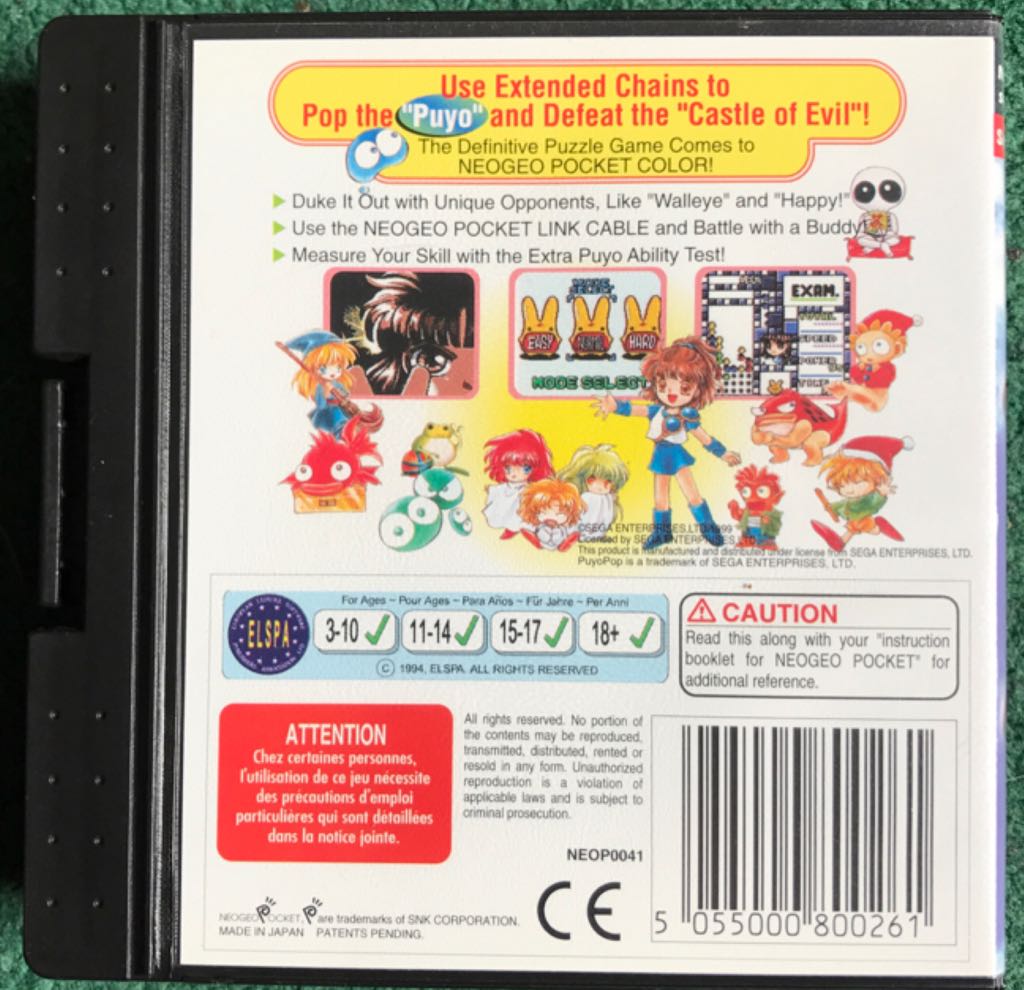 Use Extended Chains to
Pop the "Puyo" and Defeat the "Castle of Evil"!
The Definitive Puzzle Game Comes to
NEOGEO POCKET COLOR!
Duke It Out with Unique Opponents, Like "Walleye" and "Happy!"
Use the NEOGEO POCKET LINK CABLE and Battle with a Buddy!
Measure Your Skill with the Extra Puyo Ability Test!
SELECT
EASY
HARD
MODE SELECT
EXAM.
TOTAL
SPEED
POWER
©SEGA ENTERPRISES,LTD.1999
Licensed by SEGA ENTERPRISES,LTD.
This product is manufactured and distributed under license from SEGA ENTERPRISES, LTD.
PuyoPop is a trademark of SEGA ENTERPRISES, LTD.
For Ages ~ Pour Ages ~ Para Años ~ Für Jahre ~ Per Anni
ELSPA
3-10 11-14 15-17 18+
© 1994, ELSPA. ALL RIGHTS RESERVED
CAUTION
Read this along with your "instruction
booklet for NEOGEO POCKET" for
additional reference.
ATTENTION
Chez certaines personnes,
l'utilisation de ce jeu nécessite
des précautions d'emploi
particulières qui sont détaillées
dans la notice jointe.
All rights reserved. No portion of
the contents may be reproduced,
transmitted, distributed, rented or
resold in any form. Unauthorized
reproduction is a violation of
applicable laws and is subject to
criminal prosecution.
NEOP0041
NEOGEO POCKET, P are trademarks of SNK CORPORATION.
MADE IN JAPAN PATENTS PENDING.
CE
5 055000 800261